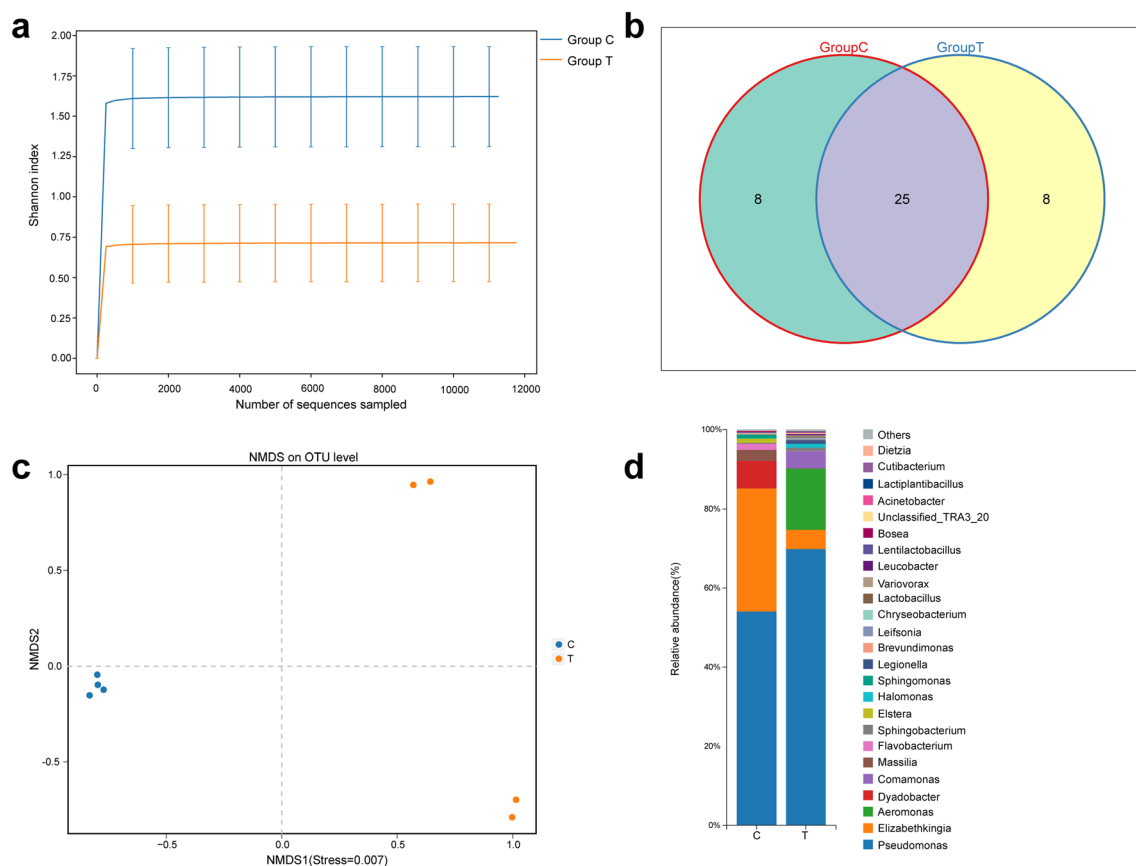 a
2.00
1.75
1.50
1.25
1.00
0.75
0.50
0.25
0.00
Shannon index
0
2000
4000
6000
8000
10000
12000
Number of sequences sampled
Group C
Group T
b
GroupC
GroupT
8
25
8
c
NMDS on OTU level
1.0
0.5
0.0
-0.5
NMDS2
-0.5
0.0
0.5
1.0
NMDS1(Stress=0.007)
C
T
d
100%
80%
60%
40%
20%
0%
Relative abundance(%)
C
T
Others
Dietzia
Cutibacterium
Lactiplantibacillus
Acinetobacter
Unclassified_TRA3_20
Bosea
Lentilactobacillus
Leucobacter
Variovorax
Lactobacillus
Chryseobacterium
Leifsonia
Brevundimonas
Legionella
Sphingomonas
Halomonas
Elstera
Sphingobacterium
Flavobacterium
Massilia
Comamonas
Dyadobacter
Aeromonas
Elizabethkingia
Pseudomonas